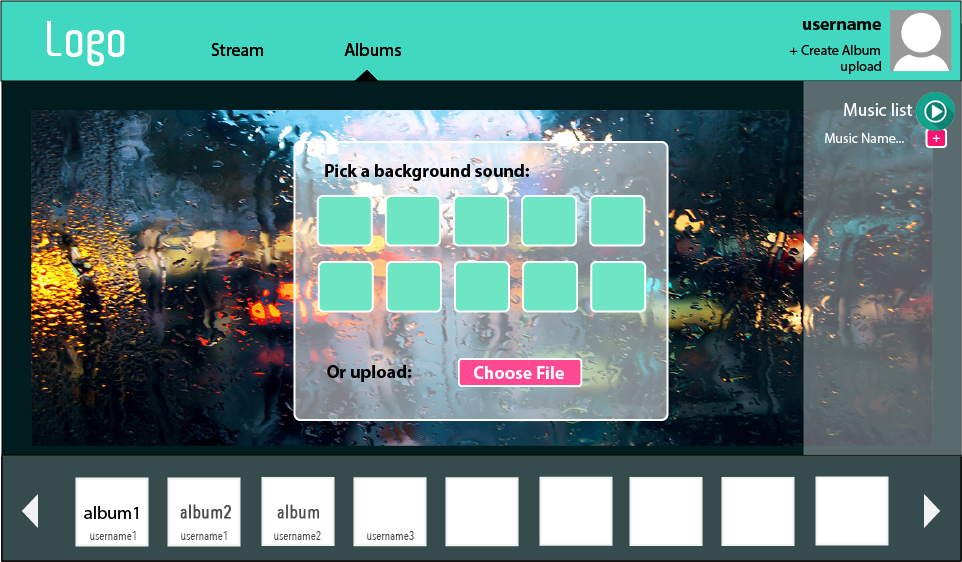 Logo
Stream
Albums
username
+ Create Album
upload
Music list
Music Name...
+
Pick a background sound:
Or upload:
Choose File
album1
username1
album2
username1
album
username2
username3